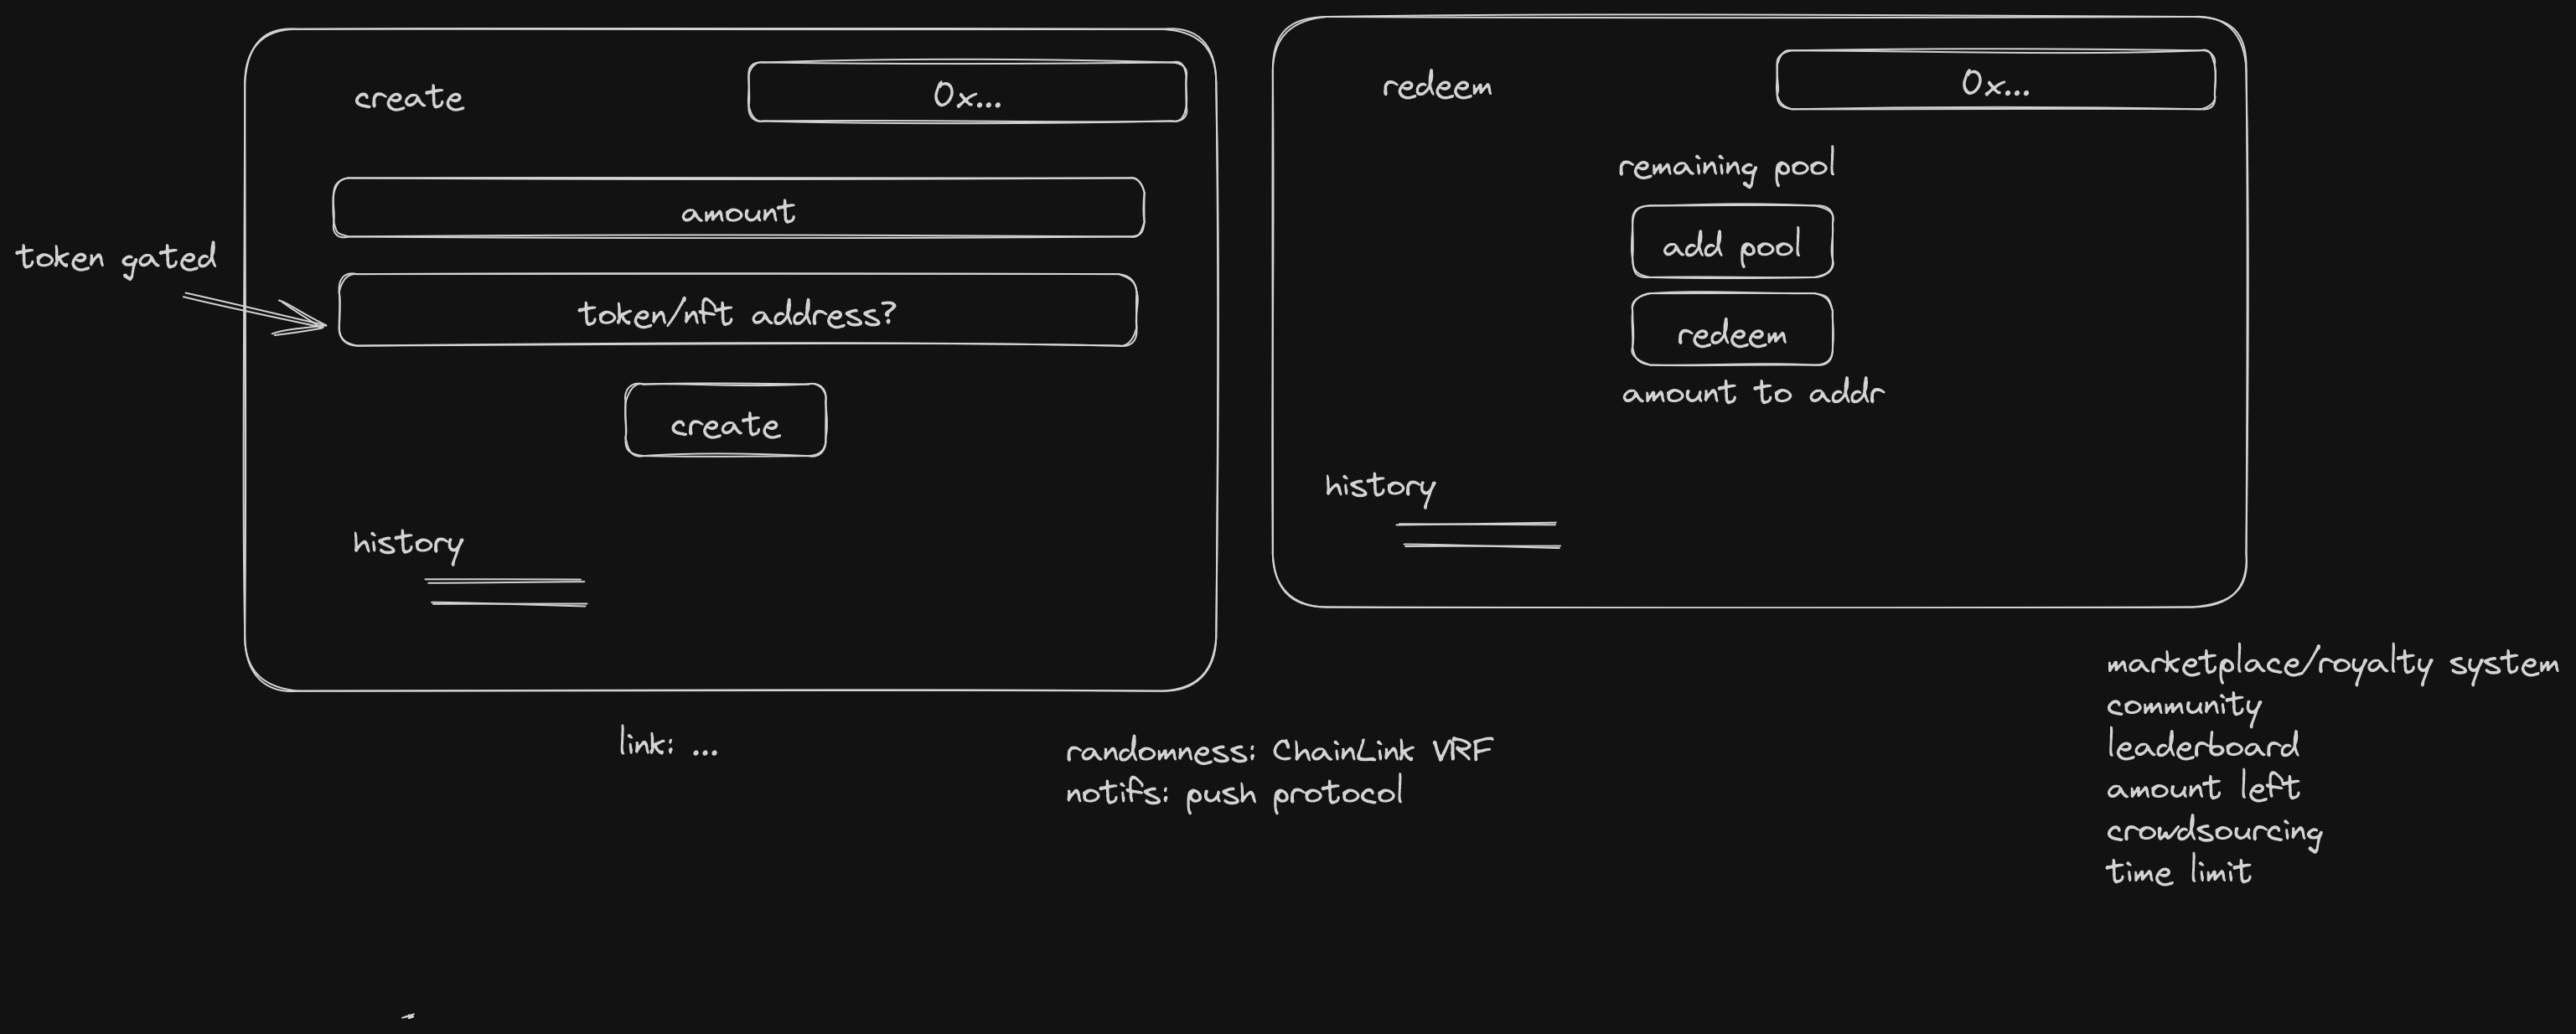 token gated
create
0x...
amount
token/nft address?
create
history
link: ...
redeem
0x...
remaining pool
add pool
redeem
amount to addr
history
randomness: ChainLink VRF
notifs: push protocol
marketplace/royalty system
community
leaderboard
amount left
crowdsourcing
time limit